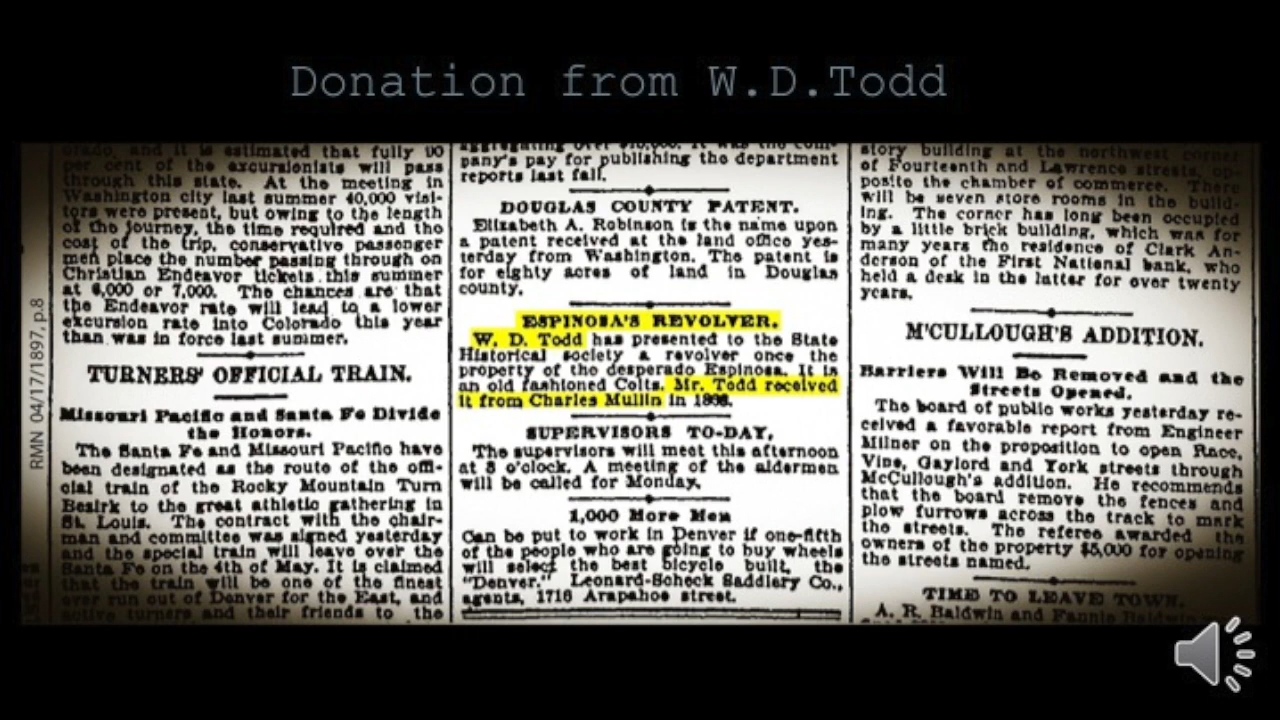 Donation from W.D.Todd
RMN 04/17/1897, p.8
and it is estimated that fully 90
per cent of the excursionists will pass
through this state. At the meeting in
Washington city last summer 40,000 visi-
tors were present, but owing to the length
of the journey, the time required and the
cost of the trip, conservative passenger
men place the number passing through on
Christian Endeavor tickets this summer
at 6,000 or 7,000. The chances are that
the Endeavor rate will lead to a lower
excursion rate into Colorado this year
than was in force last summer.
TURNERS' OFFICIAL TRAIN.
Missouri Pacific and Santa Fe Divide
the Honors.
The Santa Fe and Missouri Pacific have
been designated as the route of the offi-
cial train of the Rocky Mountain Turn
Bezirk to the great athletic gathering in
St. Louis. The contract with the chair-
man and committee was signed yesterday
and the special train will leave over the
Santa Fe on the 4th of May. It is claimed
that the train will be one of the finest
ever run out of Denver for the East, and
active turners and their friends to the
aggregating over It was the com-
pany's pay for publishing the department
reports last fall.
DOUGLAS COUNTY PATENT.
Elizabeth A. Robinson is the name upon
a patent received at the land office yes-
terday from Washington. The patent is
for eighty acres of land in Douglas
county.
ESPINOSA'S REVOLVER.
W. D. Todd has presented to the State
Historical society a revolver once the
property of the desperado Espinosa. It is
an old fashioned Colts. Mr. Todd received
it from Charles Mullin in
SUPERVISORS TO-DAY.
The supervisors will meet this afternoon
at 3 o'clock. A meeting of the aldermen
will be called for Monday.
1,000 More Men
Can be put to work in Denver if one-fifth
of the people who are going to buy wheels
will select the best bicycle built, the
"Denver." Leonard-Scheck Saddlery Co.,
agents, 1716 Arapahoe street.
story building at the northwest corner
of Fourteenth and Lawrence streets, op-
posite the chamber of commerce. There
will be seven store rooms in the build-
ing. The corner has long been occupied
by a little brick building, which was for
many years the residence of Clark An-
derson of the First National bank, who
held a desk in the latter for over twenty
years.
M'CULLOUGH'S ADDITION.
Barriers Will Be Removed and the
Streets Opened.
The board of public works yesterday re-
ceived a favorable report from Engineer
Milner on the proposition to open Race,
Vine, Gaylord and York streets through
McCullough's addition. He recommends
that the board remove the fences and
plow furrows across the track to mark
the streets. The referee awarded the
owners of the property $5,000 for opening
the streets named.
TIME TO LEAVE TOWN.
A. R. Baldwin and Fannie Baldwin